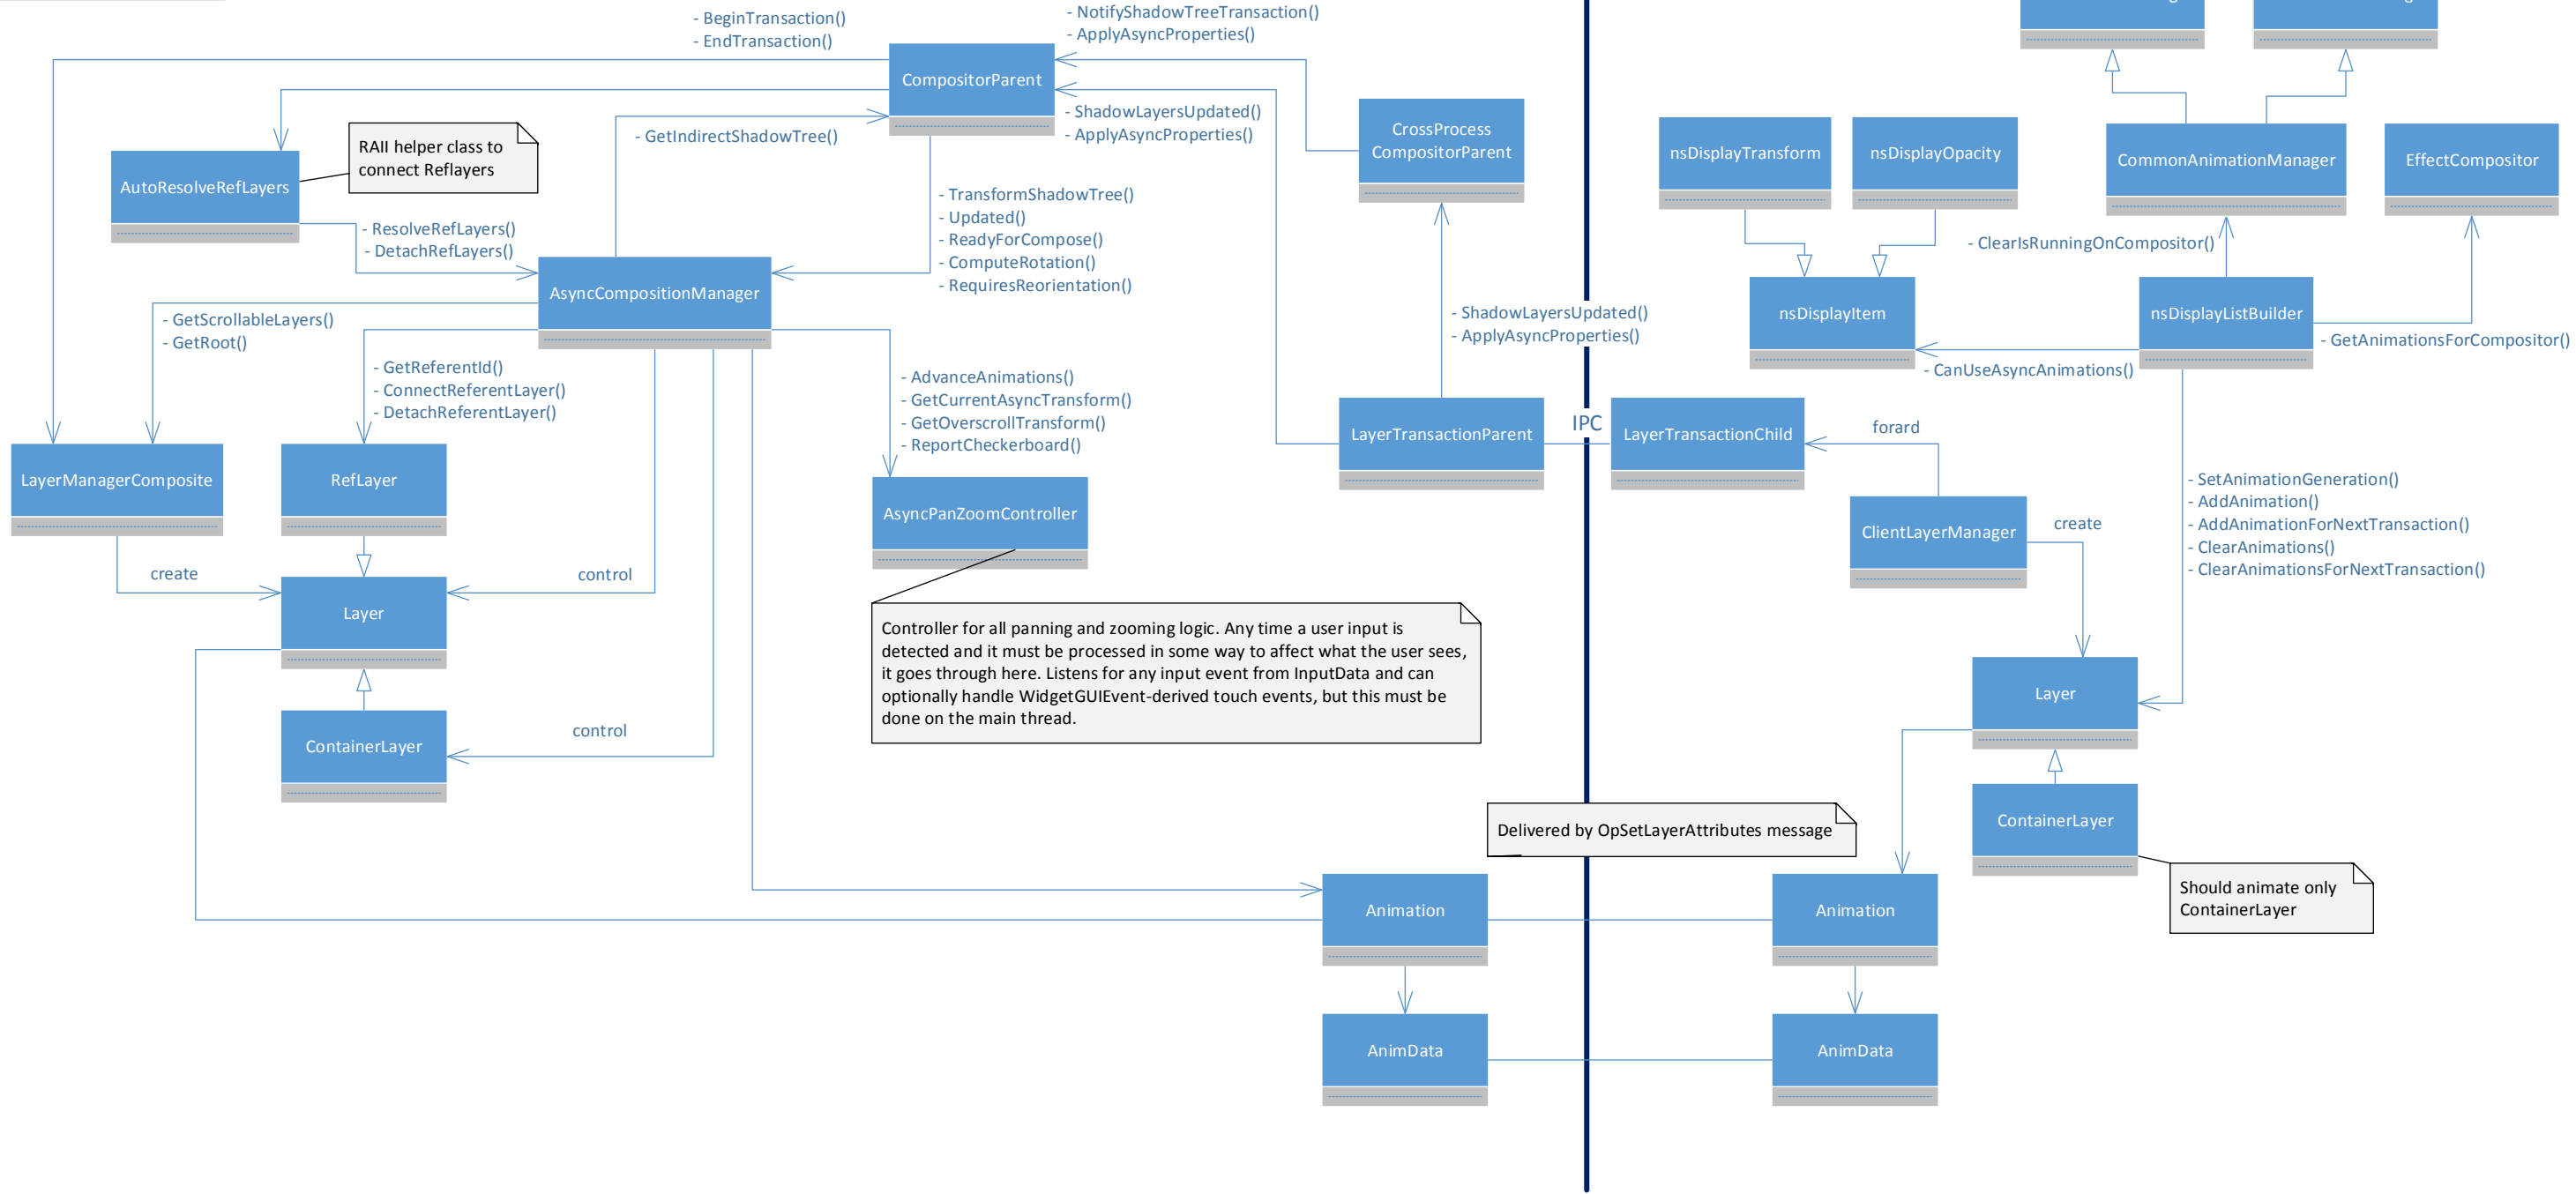 - BeginTransaction()
- EndTransaction()
- NotifyShadowTreeTransaction()
- ApplyAsyncProperties()
CompositorParent
- ShadowLayersUpdated()
- ApplyAsyncProperties()
- GetIndirectShadowTree()
RAII helper class to
connect Reflayers
AutoResolveRefLayers
- ResolveRefLayers()
- DetachRefLayers()
- TransformShadowTree()
- Updated()
- ReadyForCompose()
- ComputeRotation()
- RequiresReorientation()
CrossProcess
CompositorParent
AsyncCompositionManager
- GetScrollableLayers()
- GetRoot()
- GetReferentId()
- ConnectReferentLayer()
- DetachReferentLayer()
- AdvanceAnimations()
- GetCurrentAsyncTransform()
- GetOverscrollTransform()
- ReportCheckerboard()
- ShadowLayersUpdated()
- ApplyAsyncProperties()
LayerManagerComposite
RefLayer
AsyncPanZoomController
LayerTransactionParent
IPC
LayerTransactionChild
create
control
Layer
control
ContainerLayer
Controller for all panning and zooming logic. Any time a user input is
detected and it must be processed in some way to affect what the user sees,
it goes through here. Listens for any input event from InputData and can
optionally handle WidgetGUIEvent-derived touch events, but this must be
done on the main thread.
nsDisplayTransform
nsDisplayOpacity
CommonAnimationManager
EffectCompositor
- ClearIsRunningOnCompositor()
nsDisplayItem
nsDisplayListBuilder
- GetAnimationsForCompositor()
- CanUseAsyncAnimations()
forard
ClientLayerManager
create
- SetAnimationGeneration()
- AddAnimation()
- AddAnimationForNextTransaction()
- ClearAnimations()
- ClearAnimationsForNextTransaction()
Layer
ContainerLayer
Should animate only
ContainerLayer
Delivered by OpSetLayerAttributes message
Animation
Animation
AnimData
AnimData